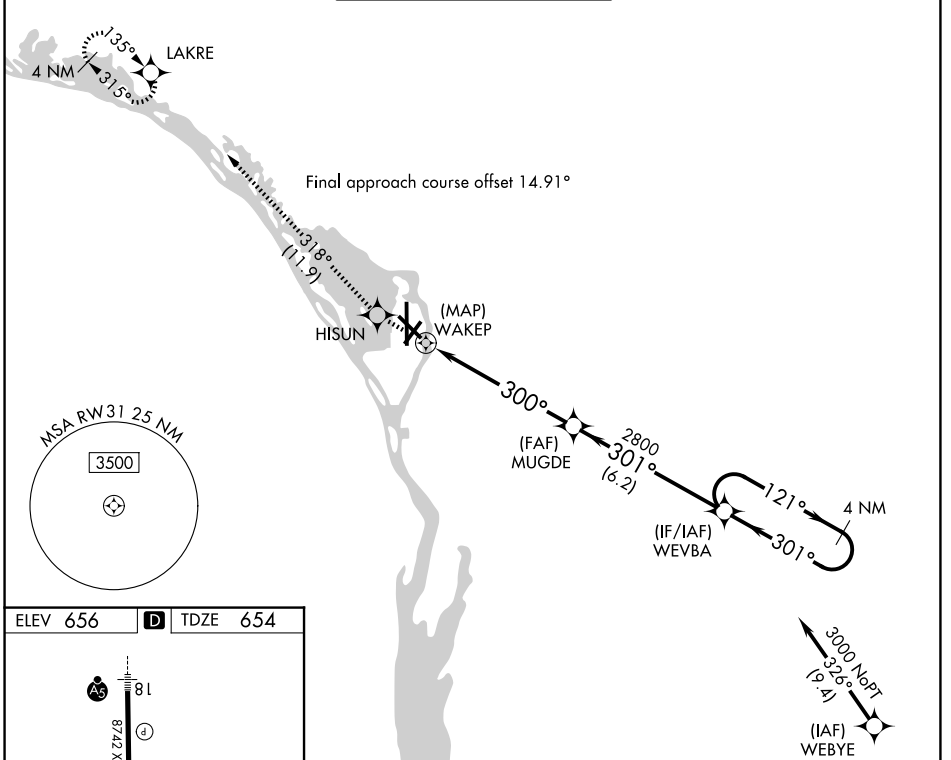 135°
LAKRE
4 NM
315°
Final approach course offset 14.91°
318°
(11.9)
HISUN
(MAP)
WAKEP
300°
(FAF)
MUGDE
2800
301°
(6.2)
MSA RW31 25 NM
3500
121°
4 NM
301°
(IF/IAF)
WEVBA
3000 NoPT
326°
(9.4)
(IAF)
WEBYE
ELEV 656
D
TDZE 654
A5
18
P
8742 X